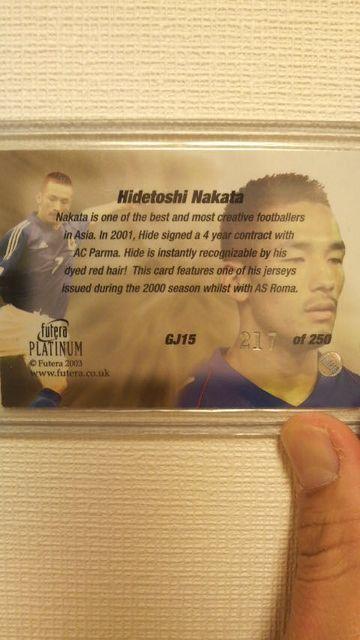 Hidetoshi Nakata
Nakata is one of the best and most creative footballers
in Asia. In 2001, Hide signed a 4 year contract with
AC Parma. Hide is instantly recognizable by his
dyed red hair! This card features one of his jerseys
issued during the 2000 season whilst with AS Roma.
Futera
PLATINUM
© Futera 2003
www.futera.co.uk
GJ15 217 of 250